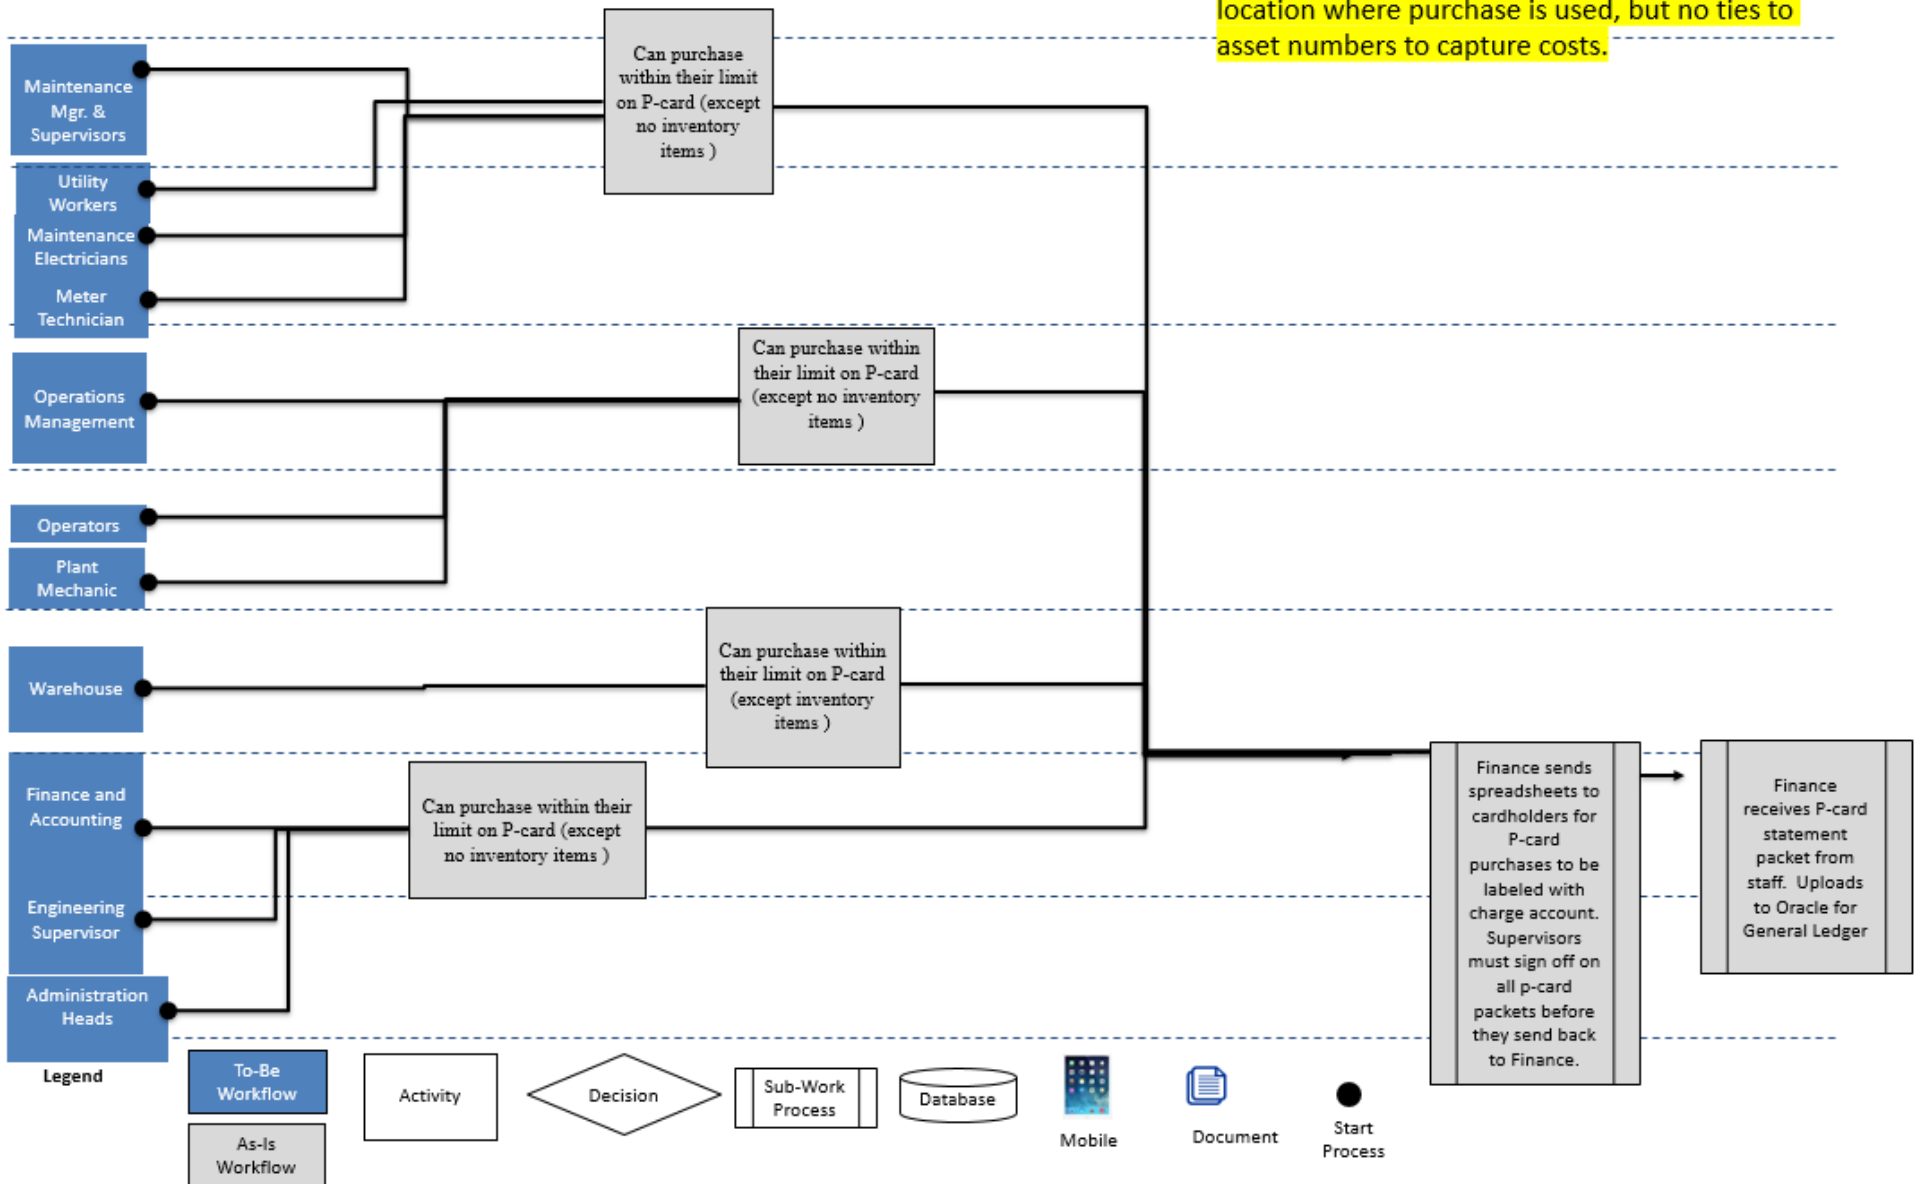 location where purchase is used, but no ties to
asset numbers to capture costs.
Maintenance
Mgr. &
Supervisors
Can purchase
within their limit
on P-card (except
no inventory
items )
Utility
Workers
Maintenance
Electricians
Meter
Technician
Operations
Management
Can purchase within
their limit on P-card
(except no inventory
items )
Operators
Plant
Mechanic
Warehouse
Can purchase within
their limit on P-card
(except inventory
items )
Finance and
Accounting
Can purchase within their
limit on P-card (except
no inventory items )
Engineering
Supervisor
Administration
Heads
Finance sends
spreadsheets to
cardholders for
P-card
purchases to be
labeled with
charge account.
Supervisors
must sign off on
all p-card
packets before
they send back
to Finance.
Finance
receives P-card
statement
packet from
staff.  Uploads
to Oracle for
General Ledger
Legend
To-Be
Workflow
As-Is
Workflow
Activity
Decision
Sub-Work
Process
Database
Mobile
Document
Start
Process